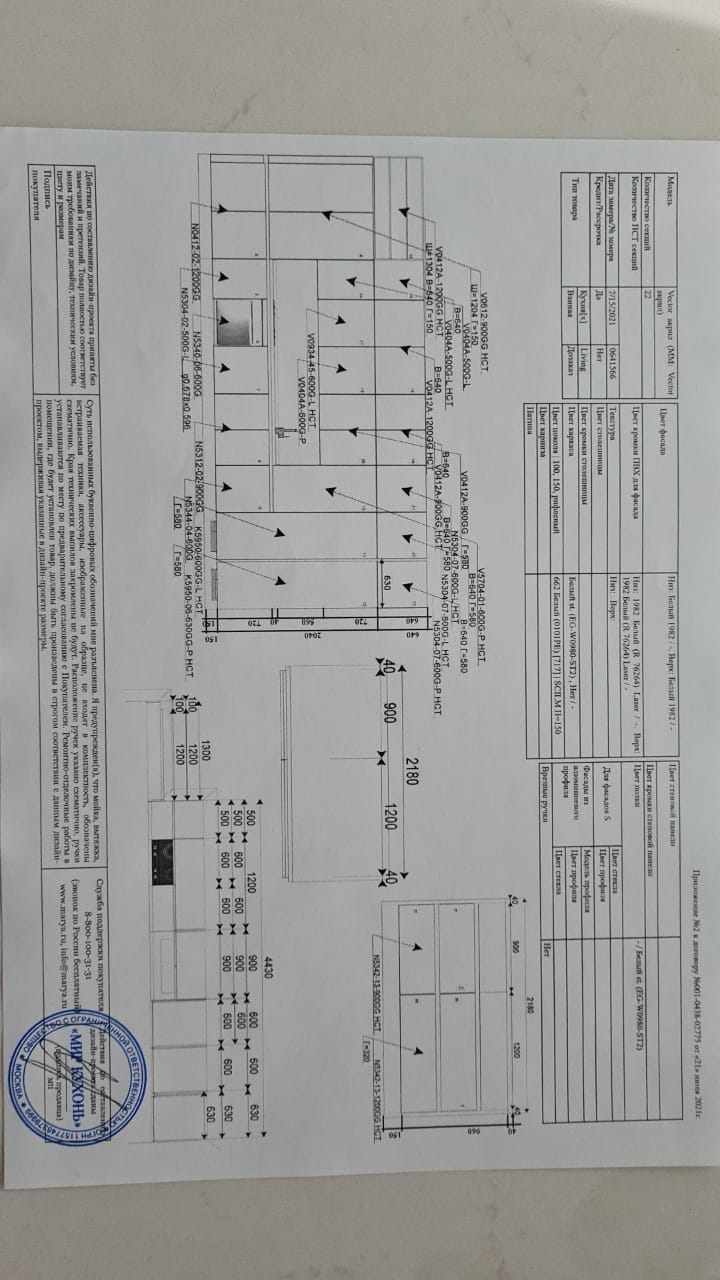 Приложение №2 к договору №001-0438-02775 от «21» июля 2021г.
Модель
Vector акрил (MM: Vector
акрил)
Количество секций
22
Количество НСТ секций
Дата замера/№ замера
7/15/2021
0641566
Кредит/Рассрочка
Да
Нет
Тип товара
Кухня[x]
Living
Ванная
Дозаказ
Цвет фасада
Низ: Белый 1982 / -. Верх: Белый 1982 / -
Цвет кромки ПВХ для фасада
Низ: 1982 Белый (R 76264) Laser / -. Верх:
1982 Белый (R 76264) Laser / -
Текстура
Низ: . Верх:
Цвет столешницы
Цвет кромки столешницы
Цвет каркаса
Белый st. (EG-W0980-ST2) , Нет / -
Цвет цоколя | 100, 150, рифленый
662 Белый (0101PE) [717] | SCILM H=150
Цвет карниза
Патина
Цвет стеновой панели
Цвет кромки стеновой панели
Цвет полки
- / Белый st. (EG-W0980-ST2)
Для фасадов S
Цвет стекла
Цвет профиля
Фасады из
алюминиевого
профиля
Модель профиля
Цвет профиля
Цвет стекла
Врезные ручки
Нет
V0612-900GG НСТ
Ш=1204 Г=150
V0404A-500G-L
В=640
V0404A-500G-L НСТ
V0412A-1200GG НСТ
Ш=1304 В=640 Г=150
В=640
V0412A-1200GG НСТ
V0412A-900GG
В=640
V0412A-900GG НСТ
V5704-01-600G-P НСТ
Г=580
В=640 Г=580
N5304-07-600G-L НСТ
В=640 Г=580
В=640 Г=580
N5304-07-600G-L НСТ
N5304-07-600G-P НСТ
630
640
640
720
560
2040
40
720
150
150
V0934-45-600G-L НСТ
V0404A-600G-P
N0412-02-1200GG
N5304-02-500G-L
N5340-06-600G
g0.678x0.596
N5312-02-900GG
N5344-04-600G
Г=580
K5950-600GG-L НСТ
Г=580
K5950-06-630GG-P НСТ
2180
40
900
1200
40
2180
40
900
1200
40
40
960
150
2
1
N5342-13-900GG НСТ
N5342-13-1200GG НСТ
Г=320
4430
500
1200
900
600
600
630
500
600
600
900
600
500
600
600
900
600
600
630
630
1300
100
1200
100
1200
Действия по составлению дизайн-проекта приняты без
замечаний и претензий. Товар полностью соответствует
моим требованиям по дизайну, техническим условиям,
цвету и размерам
Подпись
покупателя
Суть использованных буквенно-цифровых обозначений мне разъяснена. Я предупрежден(а), что мойка, вытяжка,
встраиваемая техника, аксессуары, изображенные на образце, не входят в комплектность, обозначены
схематично. Края технических выпилов закромлены не будут. Расположение ручек указано схематично, ручки
устанавливаются по месту по предварительному согласованию с Покупателем. Ремонтно-отделочные работы в
помещении, где будет установлен товар, должны быть произведены в строгом соответствии с данным дизайн-
проектом, выдерживая указанные в дизайн-проекте размеры.
Служба поддержки покупателя
8-800-100-31-31
(звонок по России бесплатный)
www.marya.ru, info@marya.ru
Действия по составлению
дизайн-проекта сданы
«МИР КУХОНЬ»
(подпись продавца)
МП
МОСКВА